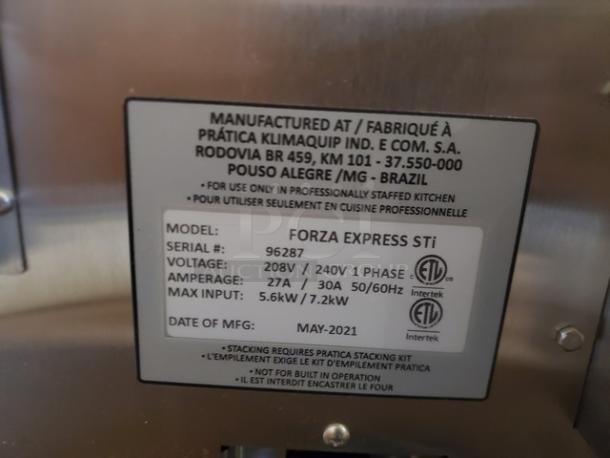 MANUFACTURED AT / FABRIQUÉ À
PRÁTICA KLIMAQUIP IND. E COM. S.A.
RODOVIA BR 459, KM 101 - 37.550-000
POUSO ALEGRE /MG - BRAZIL
• FOR USE ONLY IN PROFESSIONALLY STAFFED KITCHEN
• POUR UTILISER SEULEMENT EN CUISINE PROFESSIONNELLE
MODEL: FORZA EXPRESS STi
SERIAL #: 96287
VOLTAGE: 208V / 240V 1 PHASE
AMPERAGE: 27A / 30A 50/60Hz
MAX INPUT: 5.6kW / 7.2kW
DATE OF MFG: MAY-2021
c ETL us
Intertek
ETL
Intertek
• STACKING REQUIRES PRATICA STACKING KIT
• L'EMPILEMENT EXIGE LE KIT D'EMPILEMENT PRATICA
• NOT FOR BUILT IN OPERATION
• IL EST INTERDIT ENCASTRER LE FOUR